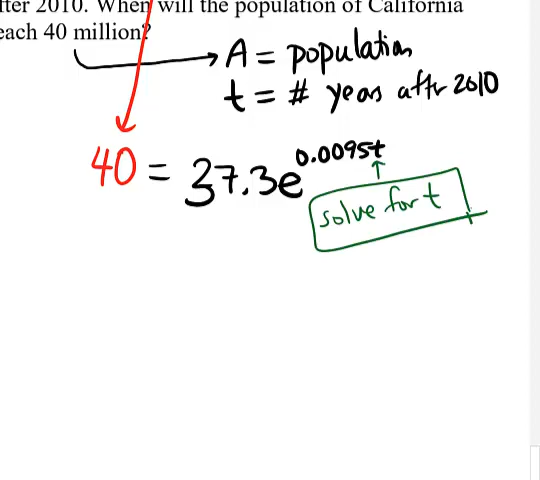 fter 2010. When will the population of California
each 40 million?
A = population
t = # years after 2010
40 = 37.3e^0.0095t
solve for t